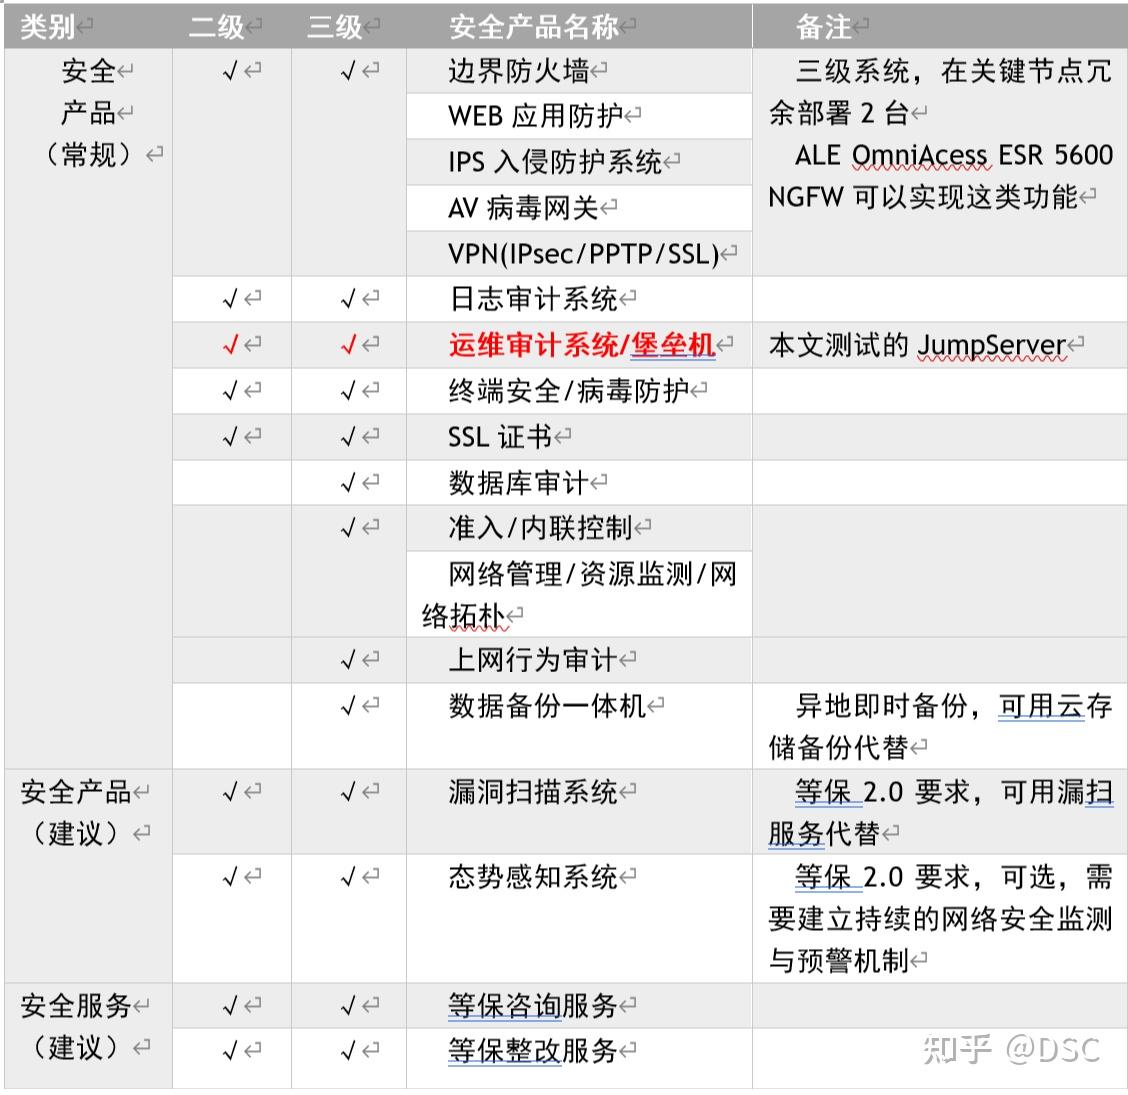 类别 二级 三级 安全产品名称 备注
安全
产品
（常规）
√ √ 边界防火墙
WEB 应用防护
IPS 入侵防护系统
AV 病毒网关
VPN(IPsec/PPTP/SSL)
三级系统，在关键节点冗
余部署 2 台
ALE OmniAcess ESR 5600
NGFW 可以实现这类功能
√ √ 日志审计系统
√ √ 运维审计系统/堡垒机 本文测试的 JumpServer
√ √ 终端安全/病毒防护
√ √ SSL 证书
√ 数据库审计
√ 准入/内联控制
网络管理/资源监测/网
络拓朴
√ 上网行为审计
√ 数据备份一体机 异地即时备份，可用云存
储备份代替
安全产品
（建议）
√ √ 漏洞扫描系统 等保 2.0 要求，可用漏扫
服务代替
√ √ 态势感知系统 等保 2.0 要求，可选，需
要建立持续的网络安全监测
与预警机制
安全服务
（建议）
√ √ 等保咨询服务
√ √ 等保整改服务
知乎 @DSC